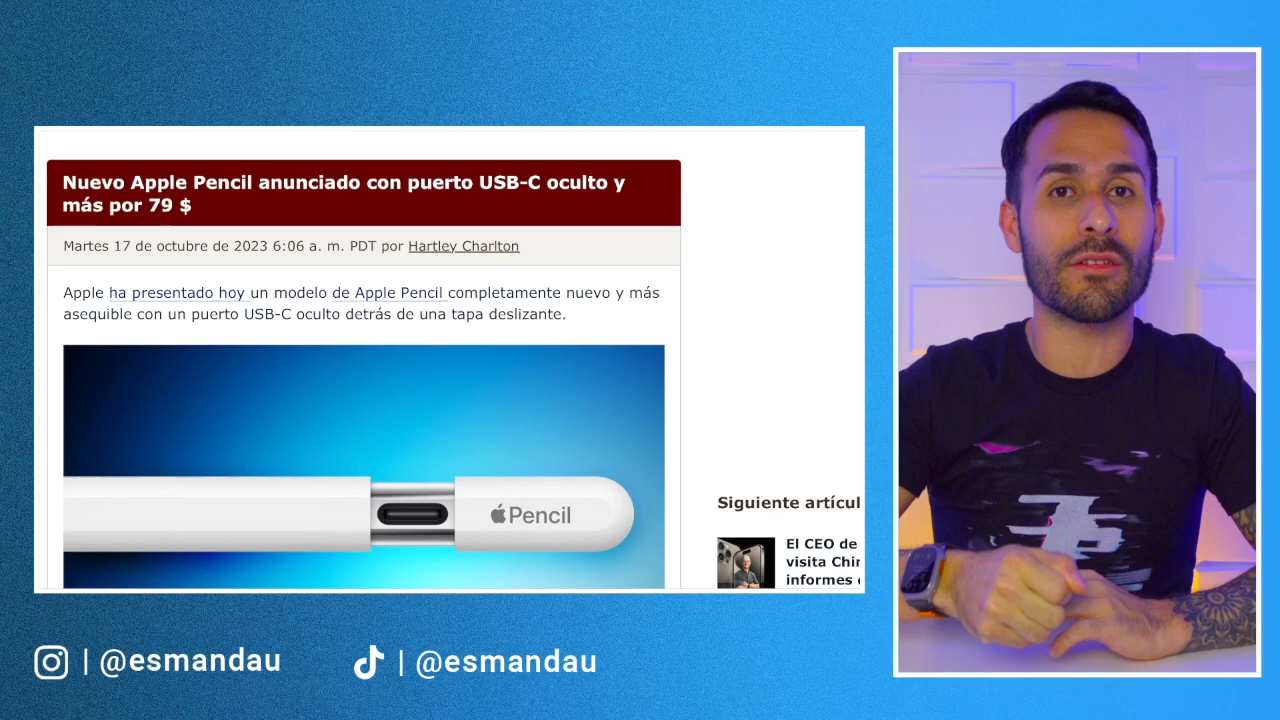 Nuevo Apple Pencil anunciado con puerto USB-C oculto y
más por 79 $
Martes 17 de octubre de 2023 6:06 a. m. PDT por Hartley Charlton
Apple ha presentado hoy un modelo de Apple Pencil completamente nuevo y más
asequible con un puerto USB-C oculto detrás de una tapa deslizante.
Pencil
Siguiente artícul
El CEO de
visita Chin
informes
| @esmandau
| @esmandau